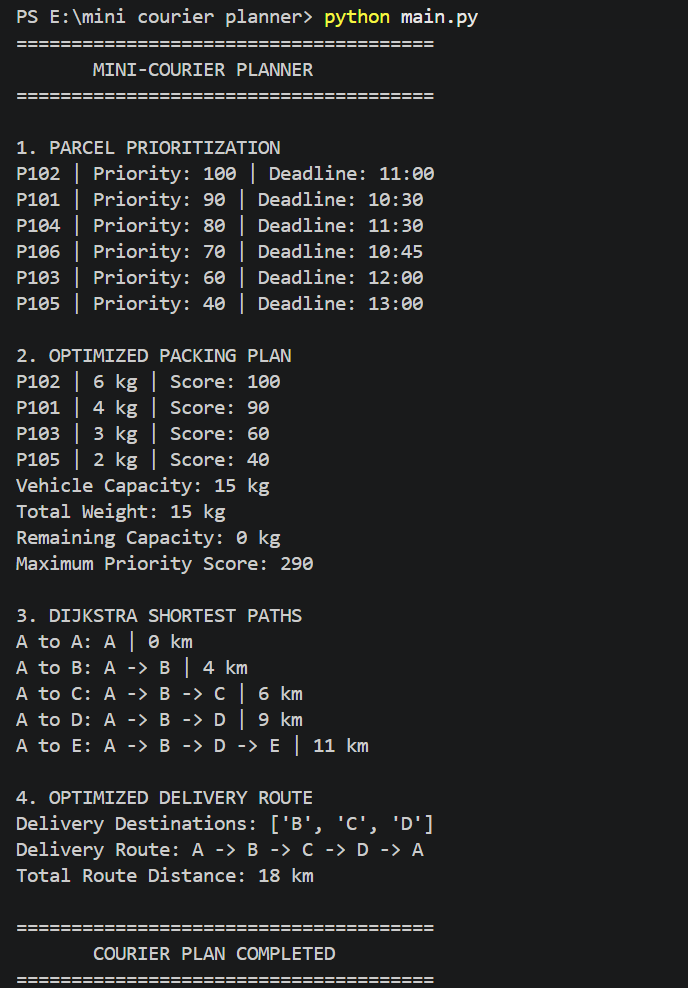 PS E:\mini courier planner> python main.py
======================================
MINI-COURIER PLANNER
======================================
1. PARCEL PRIORITIZATION
P102 | Priority: 100 | Deadline: 11:00
P101 | Priority: 90 | Deadline: 10:30
P104 | Priority: 80 | Deadline: 11:30
P106 | Priority: 70 | Deadline: 10:45
P103 | Priority: 60 | Deadline: 12:00
P105 | Priority: 40 | Deadline: 13:00
2. OPTIMIZED PACKING PLAN
P102 | 6 kg | Score: 100
P101 | 4 kg | Score: 90
P103 | 3 kg | Score: 60
P105 | 2 kg | Score: 40
Vehicle Capacity: 15 kg
Total Weight: 15 kg
Remaining Capacity: 0 kg
Maximum Priority Score: 290
3. DIJKSTRA SHORTEST PATHS
A to A: A | 0 km
A to B: A -> B | 4 km
A to C: A -> B -> C | 6 km
A to D: A -> B -> D | 9 km
A to E: A -> B -> D -> E | 11 km
4. OPTIMIZED DELIVERY ROUTE
Delivery Destinations: ['B', 'C', 'D']
Delivery Route: A -> B -> C -> D -> A
Total Route Distance: 18 km
======================================
COURIER PLAN COMPLETED
======================================